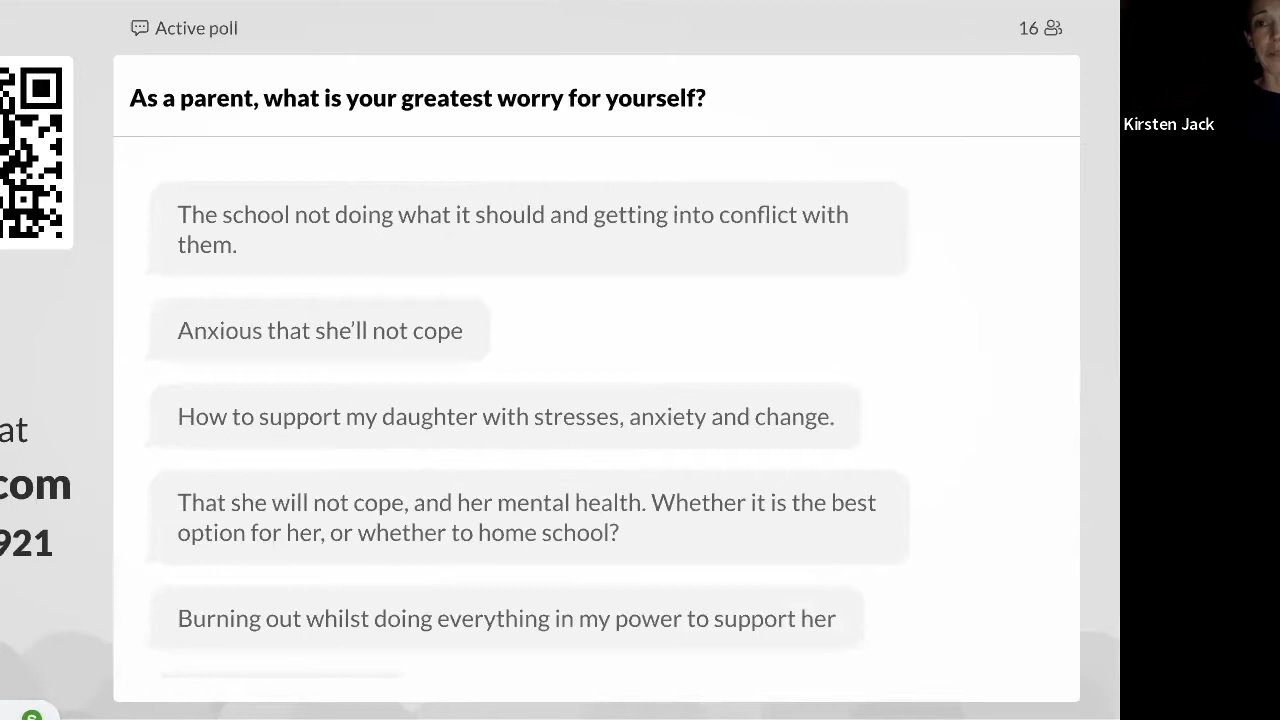 Active poll
16
As a parent, what is your greatest worry for yourself?
Kirsten Jack
The school not doing what it should and getting into conflict with
them.
Anxious that she’ll not cope
How to support my daughter with stresses, anxiety and change.
at
com
921
That she will not cope, and her mental health. Whether it is the best
option for her, or whether to home school?
Burning out whilst doing everything in my power to support her
S